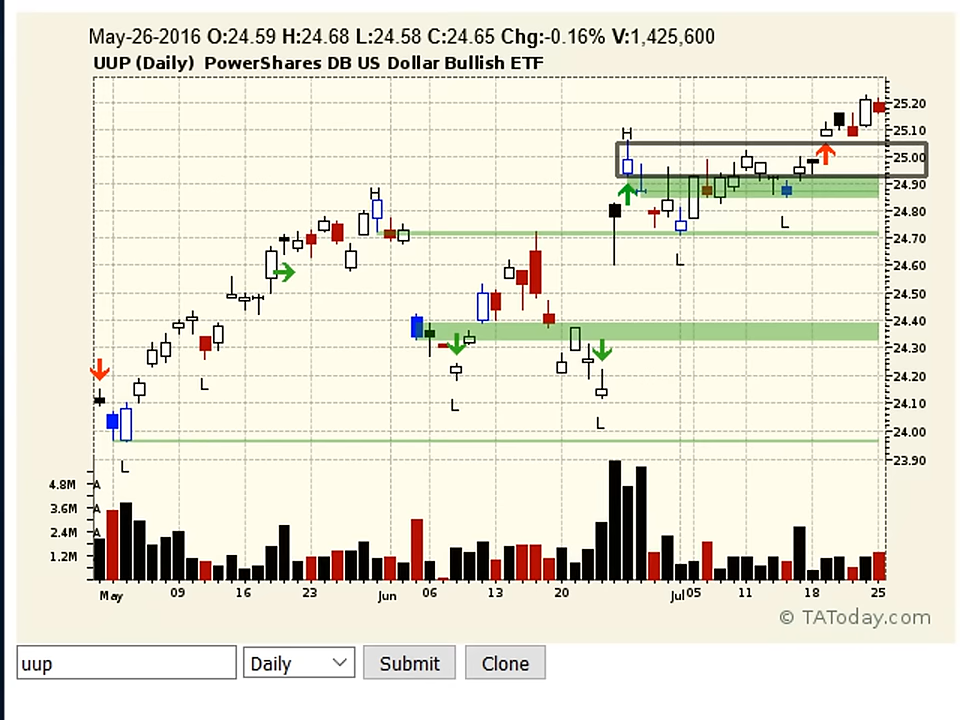 May-26-2016 O:24.59 H:24.68 L:24.58 C:24.65 Chg:-0.16% V:1,425,600
UUP (Daily) PowerShares DB US Dollar Bullish ETF
25.20
H
25.10
25.00
24.90
H
24.80
L
24.70
L
24.60
24.50
24.40
24.30
24.20
L
24.10
L
24.00
L
23.90
L
4.8M A
3.6M A
2.4M A
1.2M
May 09 16 23 Jun 06 13 20 Jul 05 11 18 25
© TAToday.com
uup Daily Submit Clone